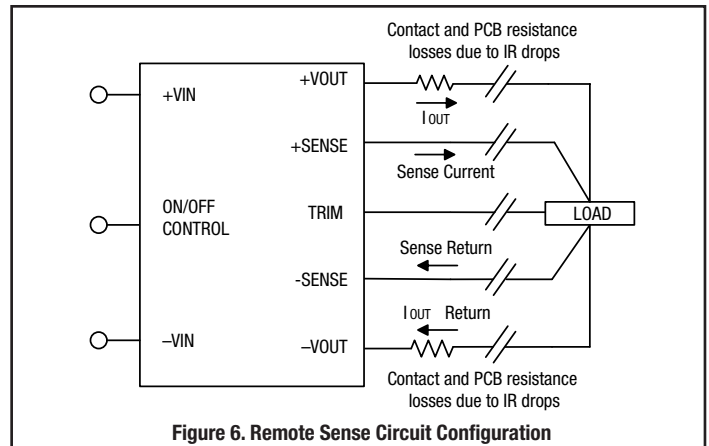 Contact and PCB resistance
losses due to IR drops
+VOUT
+VIN
IOUT
+SENSE
Sense Current
ON/OFF
CONTROL
TRIM
LOAD
Sense Return
-SENSE
IOUT Return
–VIN
–VOUT
Contact and PCB resistance
losses due to IR drops
Figure 6. Remote Sense Circuit Configuration